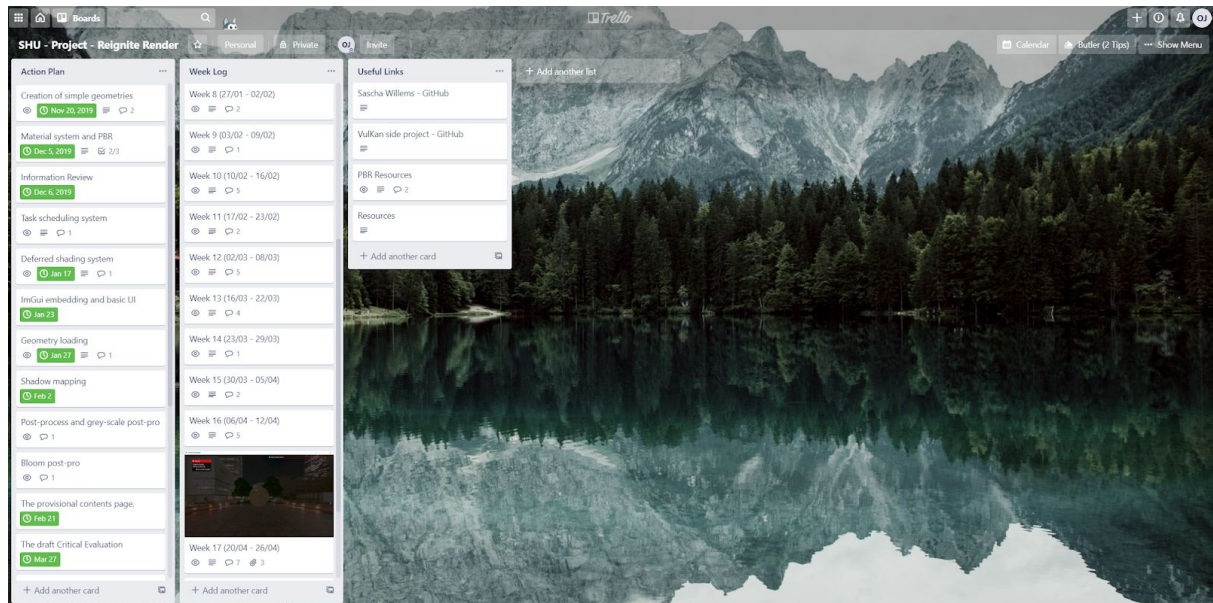 Boards
Trello
OJ
SHU - Project - Reignite Render
Personal
Private
OJ
Invite
Calendar
Butler (2 Tips)
Show Menu
Action Plan
Creation of simple geometries
Nov 20, 2019
2
Material system and PBR
Dec 5, 2019
2/3
Information Review
Dec 6, 2019
Task scheduling system
1
Deferred shading system
Jan 17
1
ImGui embedding and basic UI
Jan 23
Geometry loading
Jan 27
1
Shadow mapping
Feb 2
Post-process and grey-scale post-pro
1
Bloom post-pro
1
The provisional contents page.
Feb 21
The draft Critical Evaluation
Mar 27
+ Add another card
Week Log
Week 8 (27/01 - 02/02)
2
Week 9 (03/02 - 09/02)
1
Week 10 (10/02 - 16/02)
5
Week 11 (17/02 - 23/02)
2
Week 12 (02/03 - 08/03)
5
Week 13 (16/03 - 22/03)
4
Week 14 (23/03 - 29/03)
1
Week 15 (30/03 - 05/04)
2
Week 16 (06/04 - 12/04)
5
Week 17 (20/04 - 26/04)
7 3
+ Add another card
Useful Links
Sascha Willems - GitHub
VulKan side project - GitHub
PBR Resources
2
Resources
+ Add another card
+ Add another list